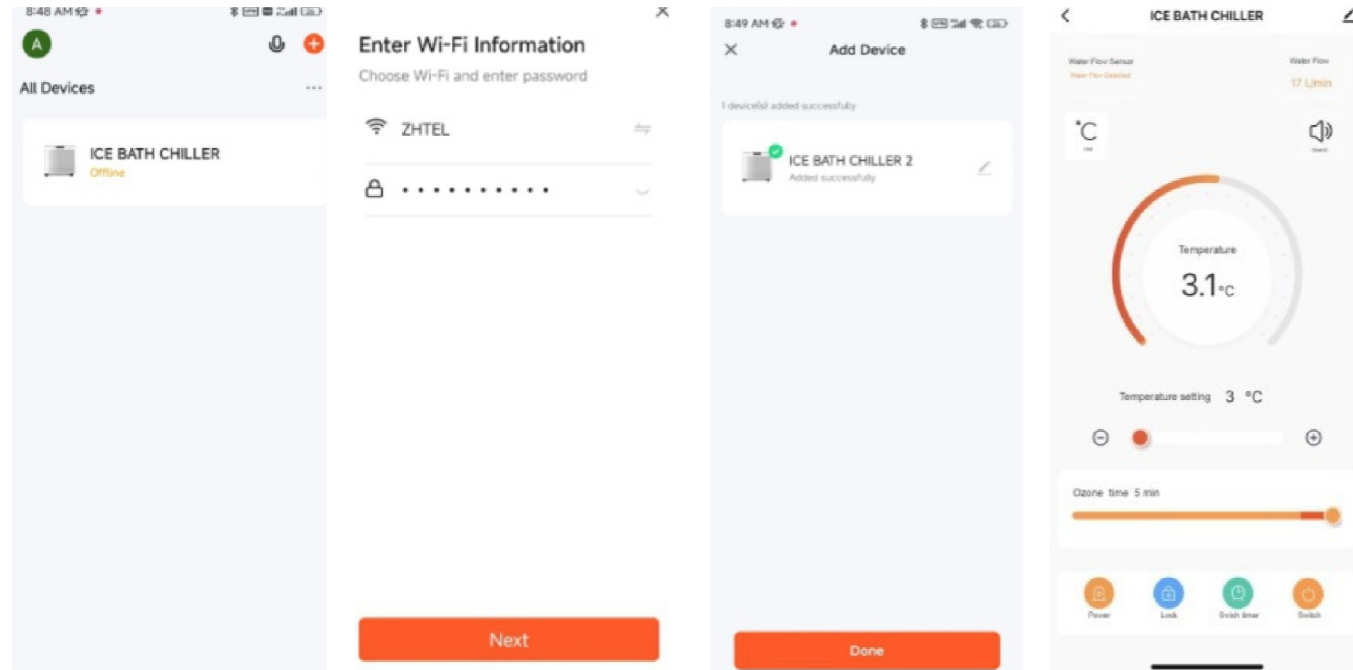 8:48 AM
A
All Devices
ICE BATH CHILLER
Offline
Enter Wi-Fi Information
Choose Wi-Fi and enter password
ZHTEL
Next
8:49 AM
Add Device
1 device(s) added successfully
ICE BATH CHILLER 2
Added successfully
Done
ICE BATH CHILLER
Water Flow Sensor
Water Flow
Water Flow Detected
17 L/min
°C
Temperature
3.1°C
Temperature setting 3 °C
Ozone time 5 min
Power
Lock
Swich timer
Switch